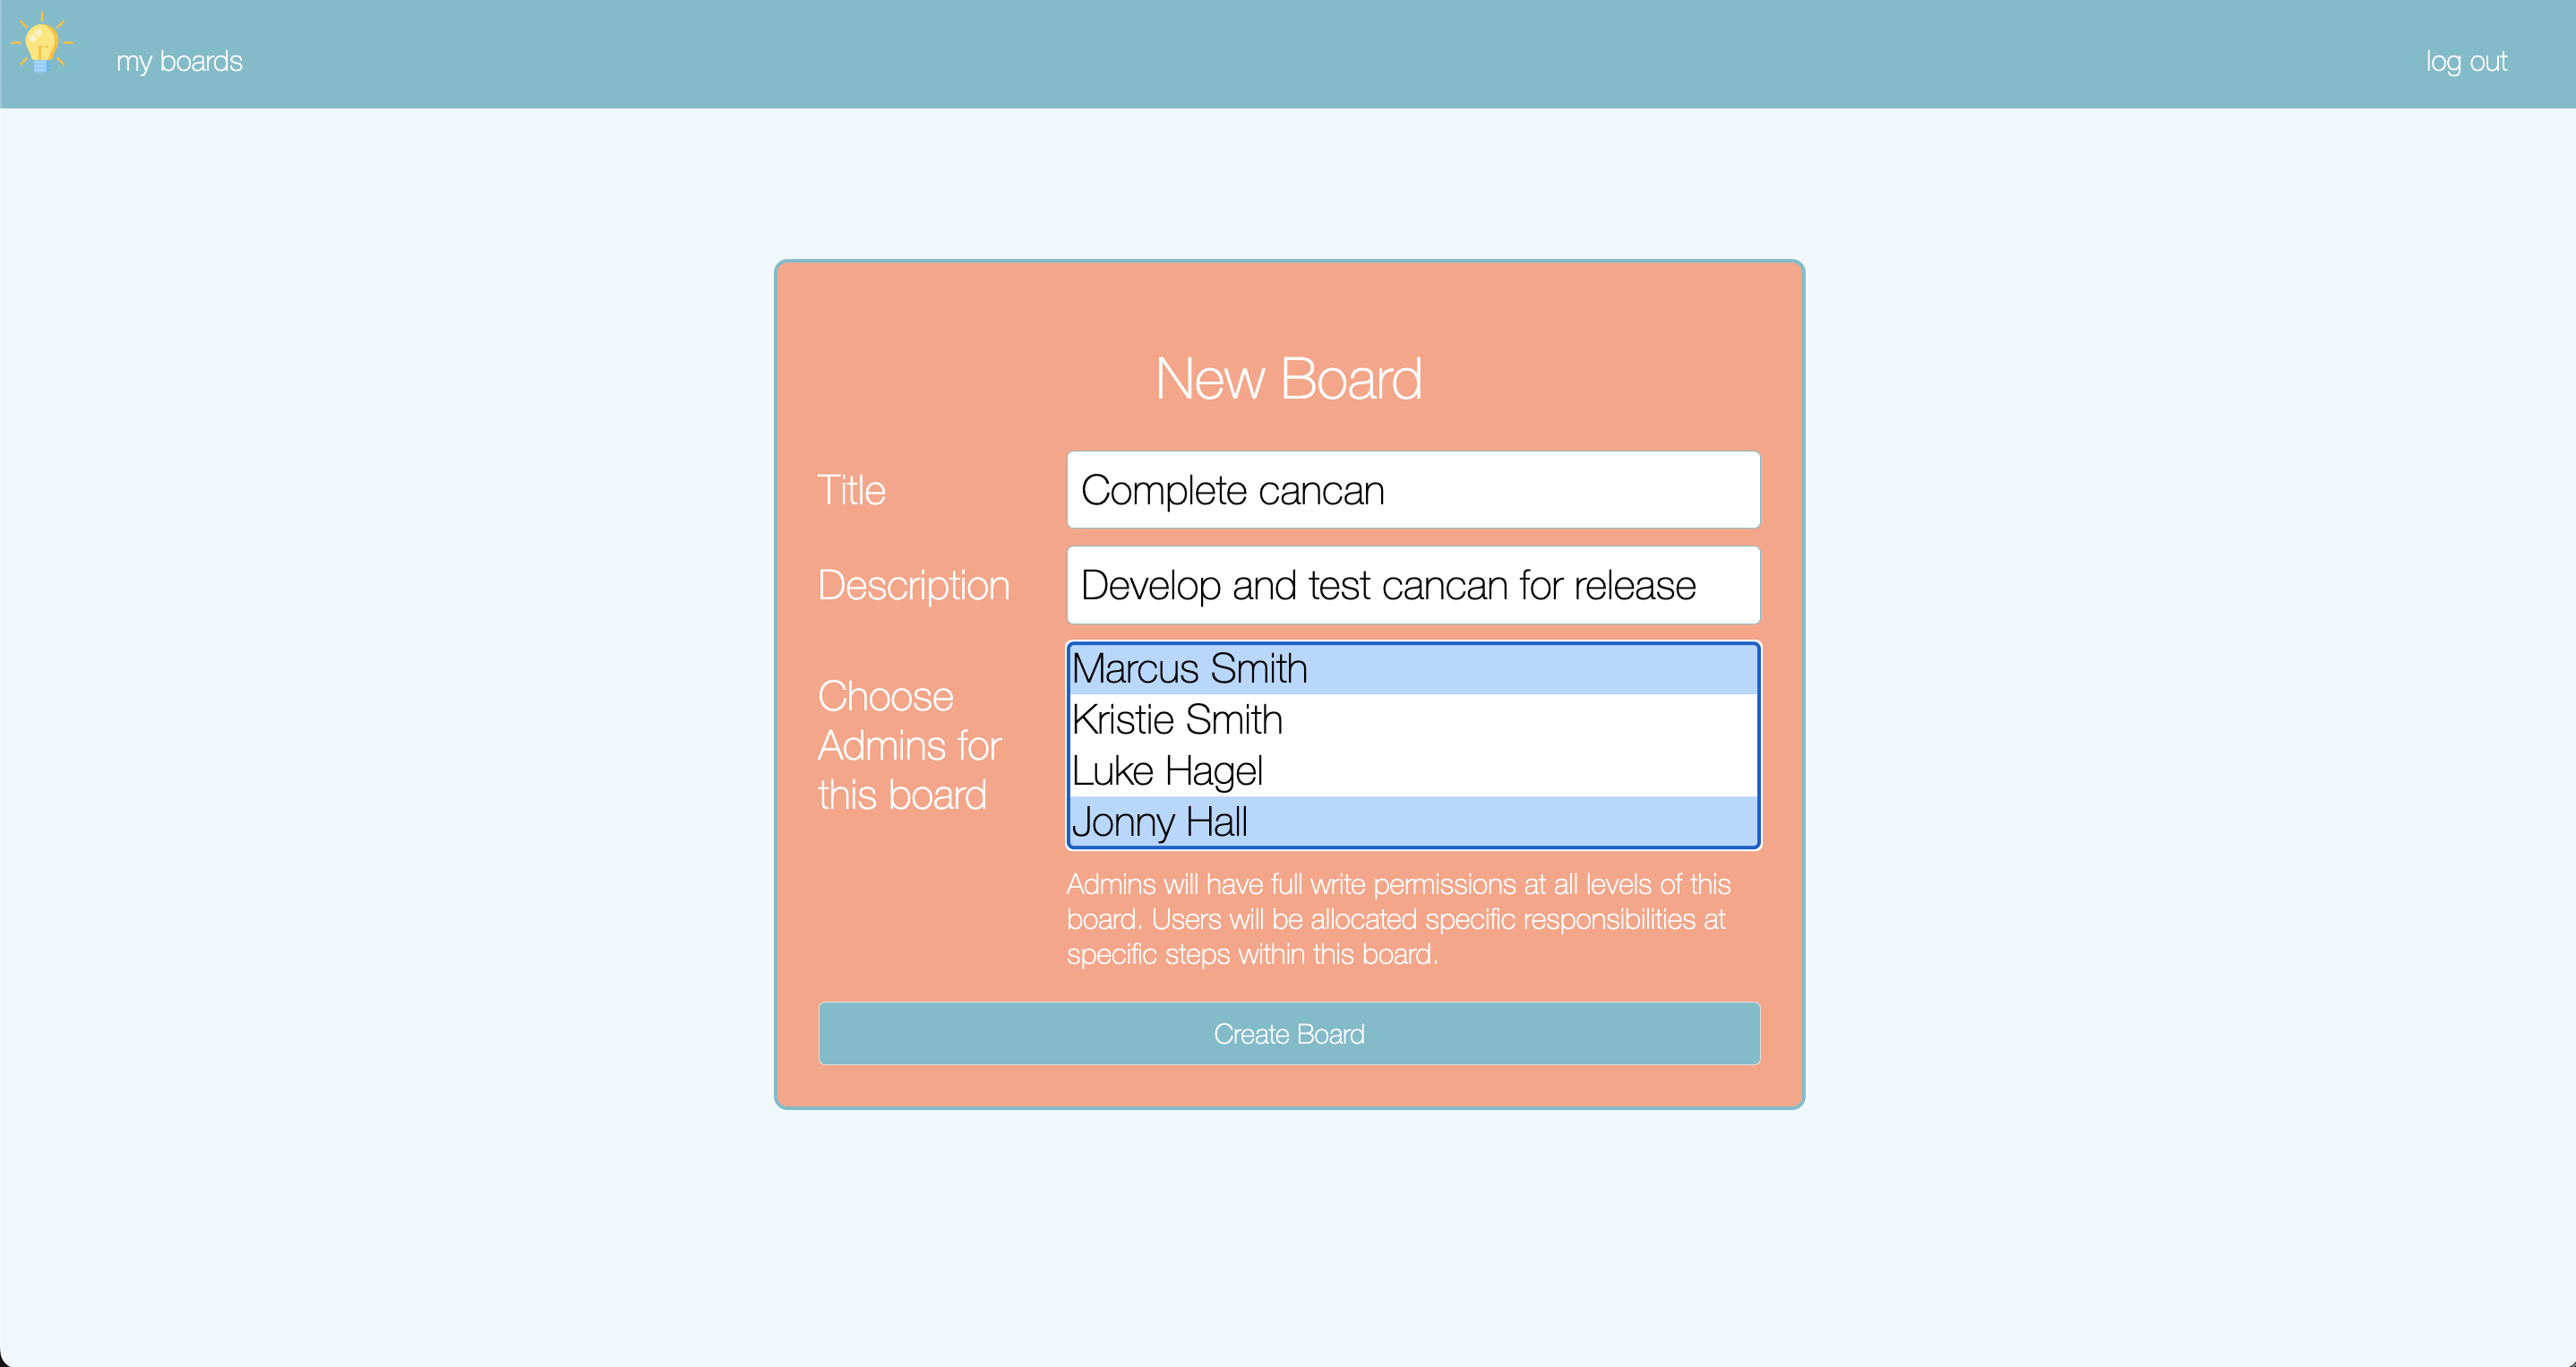 my boards
log out
New Board
Title
Complete cancan
Description
Develop and test cancan for release
Choose
Admins for
this board
Marcus Smith
Kristie Smith
Luke Hagel
Jonny Hall
Admins will have full write permissions at all levels of this
board. Users will be allocated specific responsibilities at
specific steps within this board.
Create Board